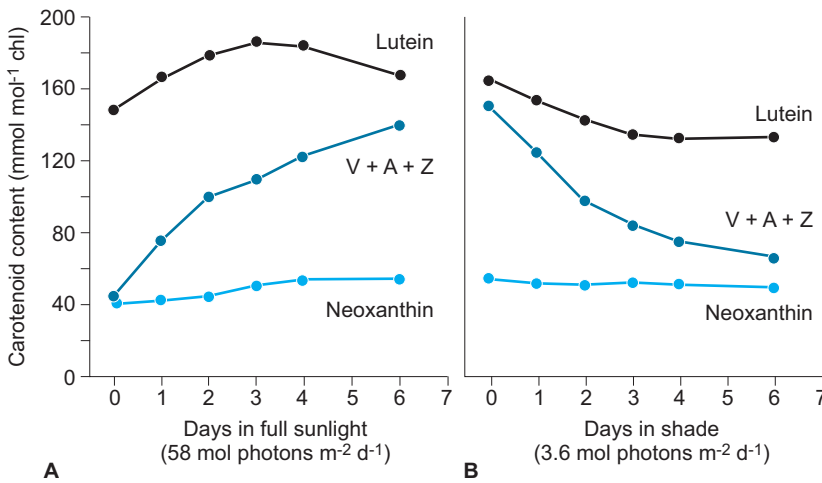 Carotenoid content (mmol mol⁻¹ chl)
200
160
120
80
40
0
Lutein
V + A + Z
Neoxanthin
0 1 2 3 4 5 6 7
Days in full sunlight
(58 mol photons m⁻² d⁻¹)
A
Lutein
V + A + Z
Neoxanthin
0 1 2 3 4 5 6 7
Days in shade
(3.6 mol photons m⁻² d⁻¹)
B